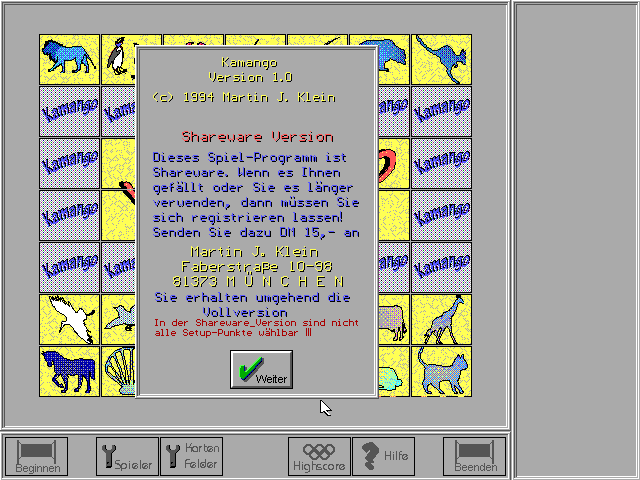 Kamango
Version 1.0
(c) 1994 Martin J. Klein
Shareware Version
Dieses Spiel-Programm ist
Shareware. Wenn es Ihnen
gefällt oder Sie es länger
verwenden, dann müssen Sie
sich registrieren lassen!
Senden Sie dazu DM 15,- an
Martin J. Klein
Faberstraße 10-98
81373 M Ü N C H E N
Sie erhalten umgehend die
Vollversion
In der Shareware_Version sind nicht
alle Setup-Punkte wählbar !!!
Weiter
Kamango
Kamango
Kamango
Kamango
Kamango
Kamango
Kamango
Kamango
Beginnen
Spieler
Karten
Felder
Highscore
Hilfe
Beenden